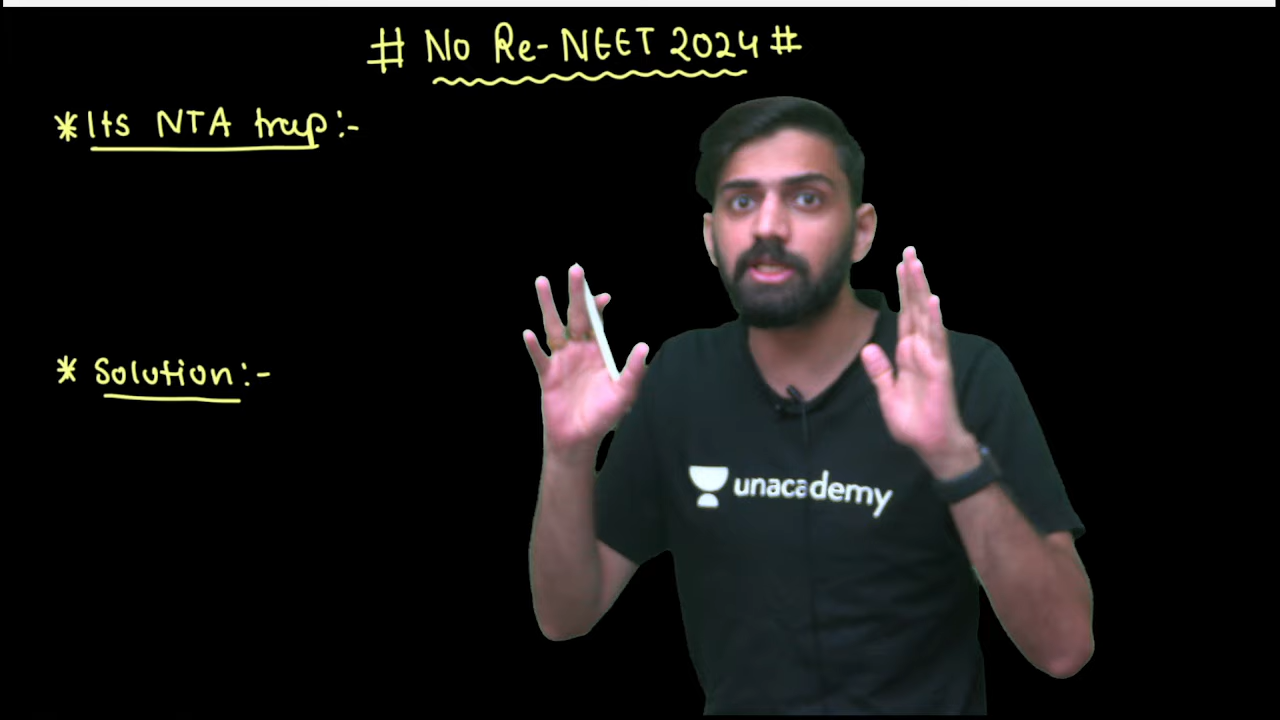 # No Re-NEET 2024 #
* Its NTA trap:-
* Solution:-
unacademy